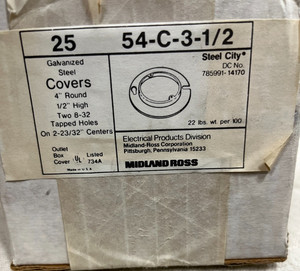 25 54-C-3-1/2
Galvanized
Steel
Covers
4" Round
1/2" High
Two 8-32
Tapped Holes
On 2-23/32" Centers
Steel City®
DC No.
785991-14170
22 lbs. wt per 100
Outlet
Box UL Listed
Cover 734A
Made in U.S.A.
Electrical Products Division
Midland-Ross Corporation
Pittsburgh, Pennsylvania 15233
MIDLAND ROSS